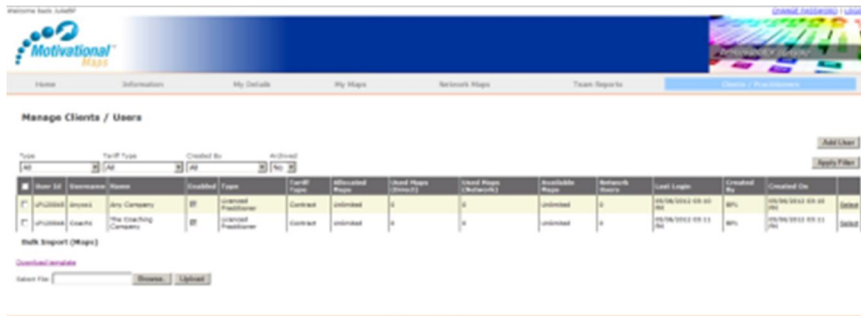 Welcome back
CHANGE PASSWORD | LOG
Motivational
Maps
Home Information My Details My Maps Network Maps Team Reports Clients / Practitioners
Manage Clients / Users
Add User
Type Tariff Type Created By Archived
All All All No Apply Filter
User Id Username Name Enabled Type Tariff Type Allocated Maps Used Maps (Direct) Used Maps (Network) Available Maps Network Users Last Login Created By Created On
Any Company Licensed Practitioner Contract Unlimited 0 0 Unlimited 0 Select
The Coaching Company Licensed Practitioner Contract Unlimited 0 0 Unlimited 0 Select
Bulk Import (Maps)
Download template
Select File: Browse... Upload